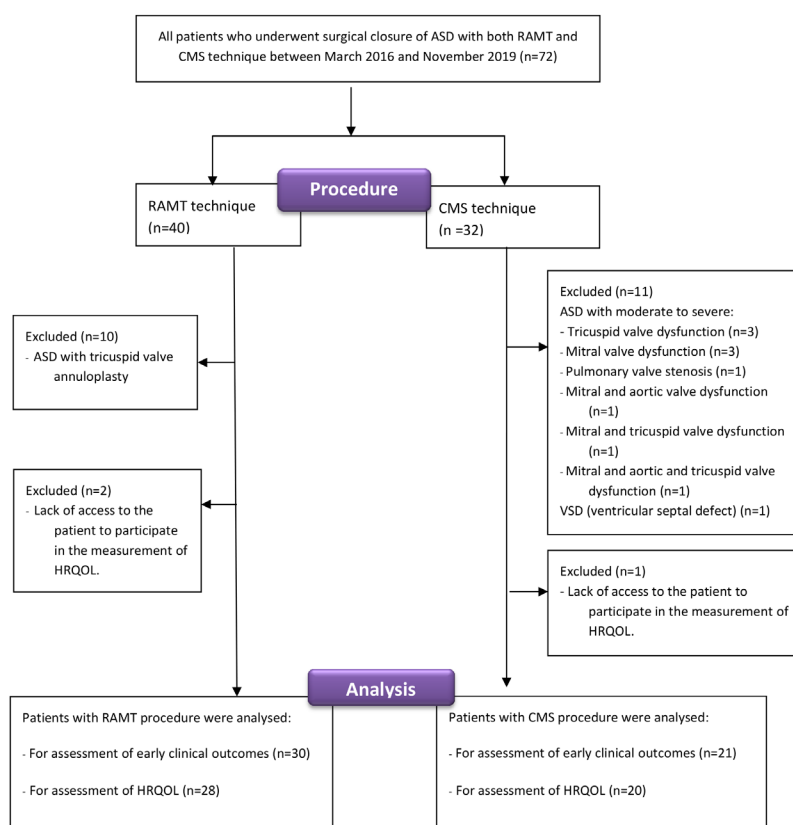 All patients who underwent surgical closure of ASD with both RAMT and
CMS technique between March 2016 and November 2019 (n=72)
Procedure
RAMT technique
(n=40)
CMS technique
(n =32)
Excluded (n=10)
- ASD with tricuspid valve
annuloplasty
Excluded (n=11)
ASD with moderate to severe:
- Tricuspid valve dysfunction (n=3)
- Mitral valve dysfunction (n=3)
- Pulmonary valve stenosis (n=1)
- Mitral and aortic valve dysfunction
(n=1)
- Mitral and tricuspid valve dysfunction
(n=1)
- Mitral and aortic and tricuspid valve
dysfunction (n=1)
VSD (ventricular septal defect) (n=1)
Excluded (n=2)
- Lack of access to the
patient to participate
in the measurement of
HRQOL.
Excluded (n=1)
- Lack of access to the patient to
participate in the measurement of
HRQOL.
Analysis
Patients with RAMT procedure were analysed:
- For assessment of early clinical outcomes (n=30)
- For assessment of HRQOL (n=28)
Patients with CMS procedure were analysed:
- For assessment of early clinical outcomes (n=21)
- For assessment of HRQOL (n=20)